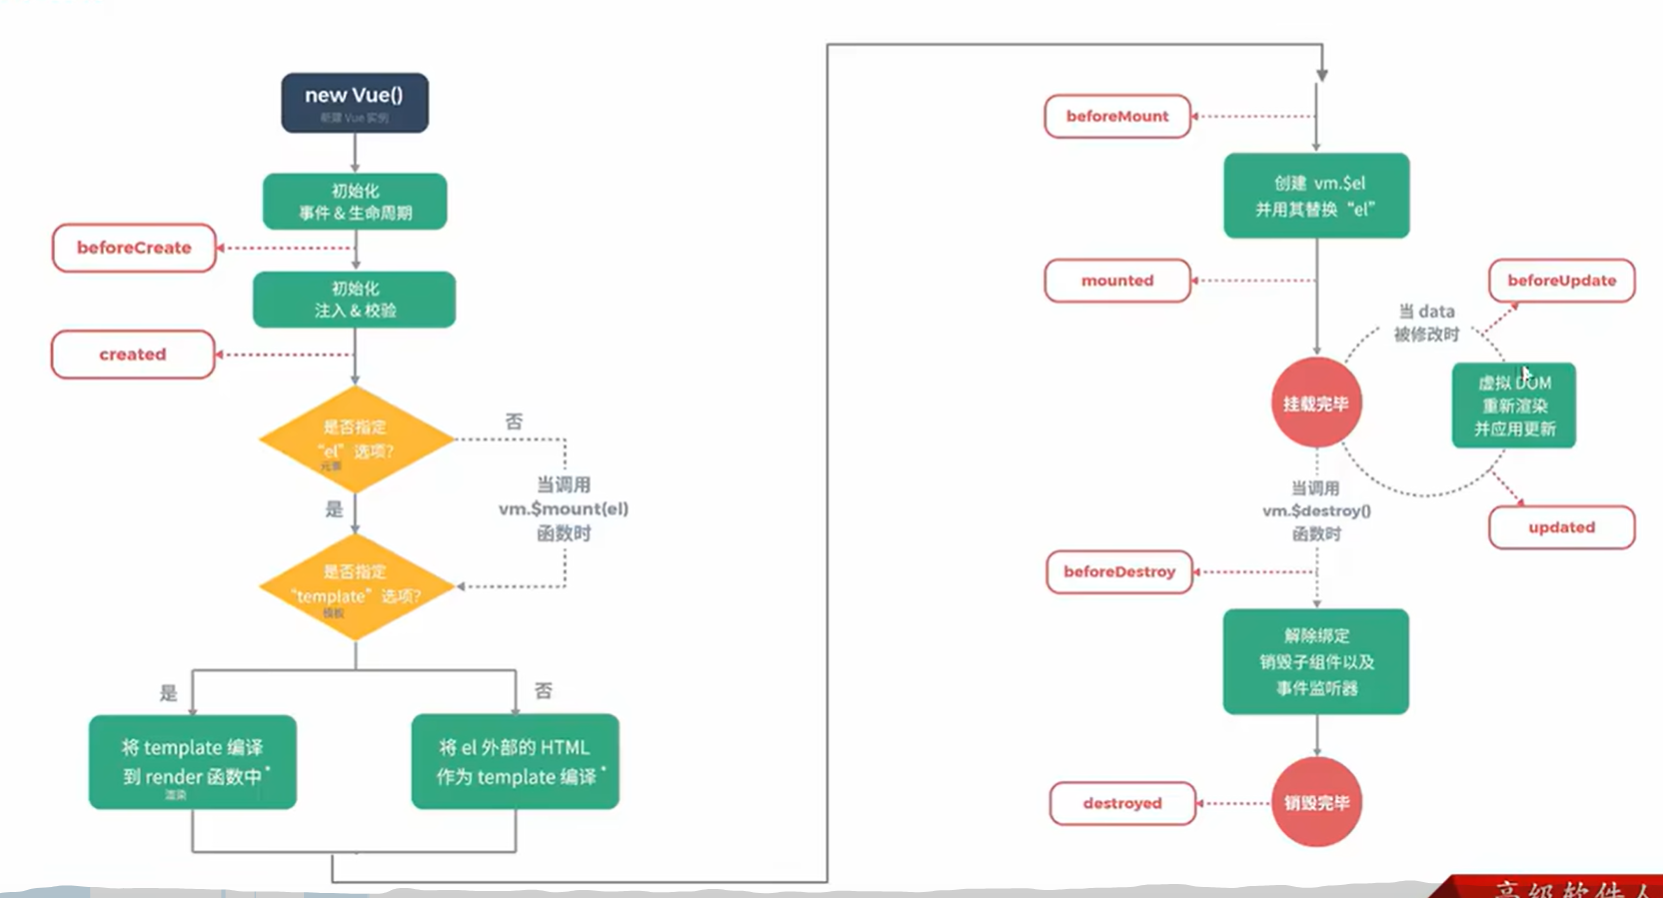 new Vue()
新建 Vue 实例
初始化
事件 & 生命周期
beforeCreate
初始化
注入 & 校验
created
是否指定
“el” 选项?
元素
否
当调用
vm.$mount(el)
函数时
是
是否指定
“template” 选项?
模板
是
否
将 template 编译
到 render 函数中*
渲染
将 el 外部的 HTML
作为 template 编译*
beforeMount
创建 vm.$el
并用其替换 “el”
mounted
beforeUpdate
当 data
被修改时
挂载完毕
虚拟 DOM
重新渲染
并应用更新
updated
当调用
vm.$destroy()
函数时
beforeDestroy
解除绑定
销毁子组件以及
事件监听器
destroyed
销毁完毕
高级软件人